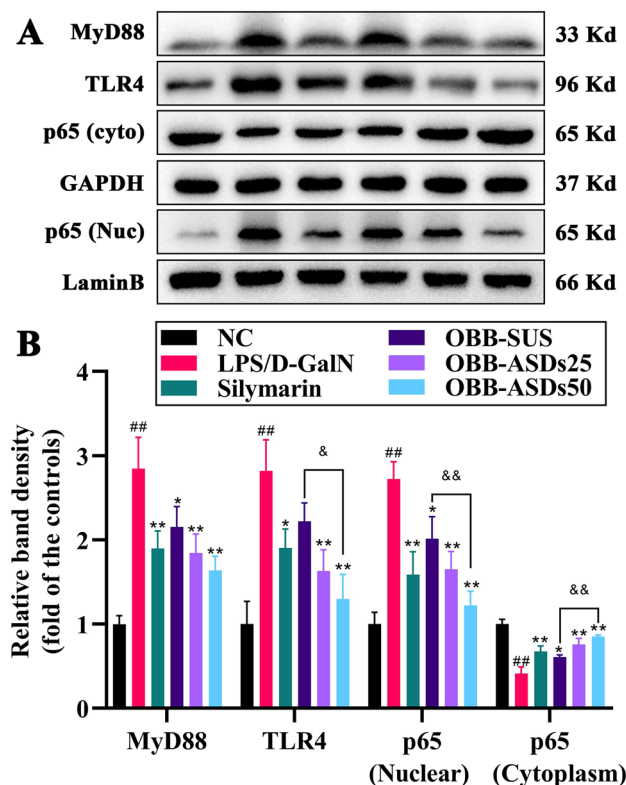 A
MyD88
33 Kd
TLR4
96 Kd
p65 (cyto)
65 Kd
GAPDH
37 Kd
p65 (Nuc)
65 Kd
LaminB
66 Kd
B
NC
OBB-SUS
LPS/D-GalN
OBB-ASDs25
Silymarin
OBB-ASDs50
Relative band density
(fold of the controls)
4
3
2
1
0
##
**
*
**
**
##
*
&
**
**
##
**
*
&&
**
**
##
**
*
&&
**
**
MyD88
TLR4
p65
(Nuclear)
p65
(Cytoplasm)